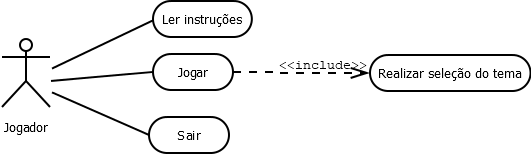 Ler instruções
Jogar
<<include>>
Realizar seleção do tema
Jogador
Sair